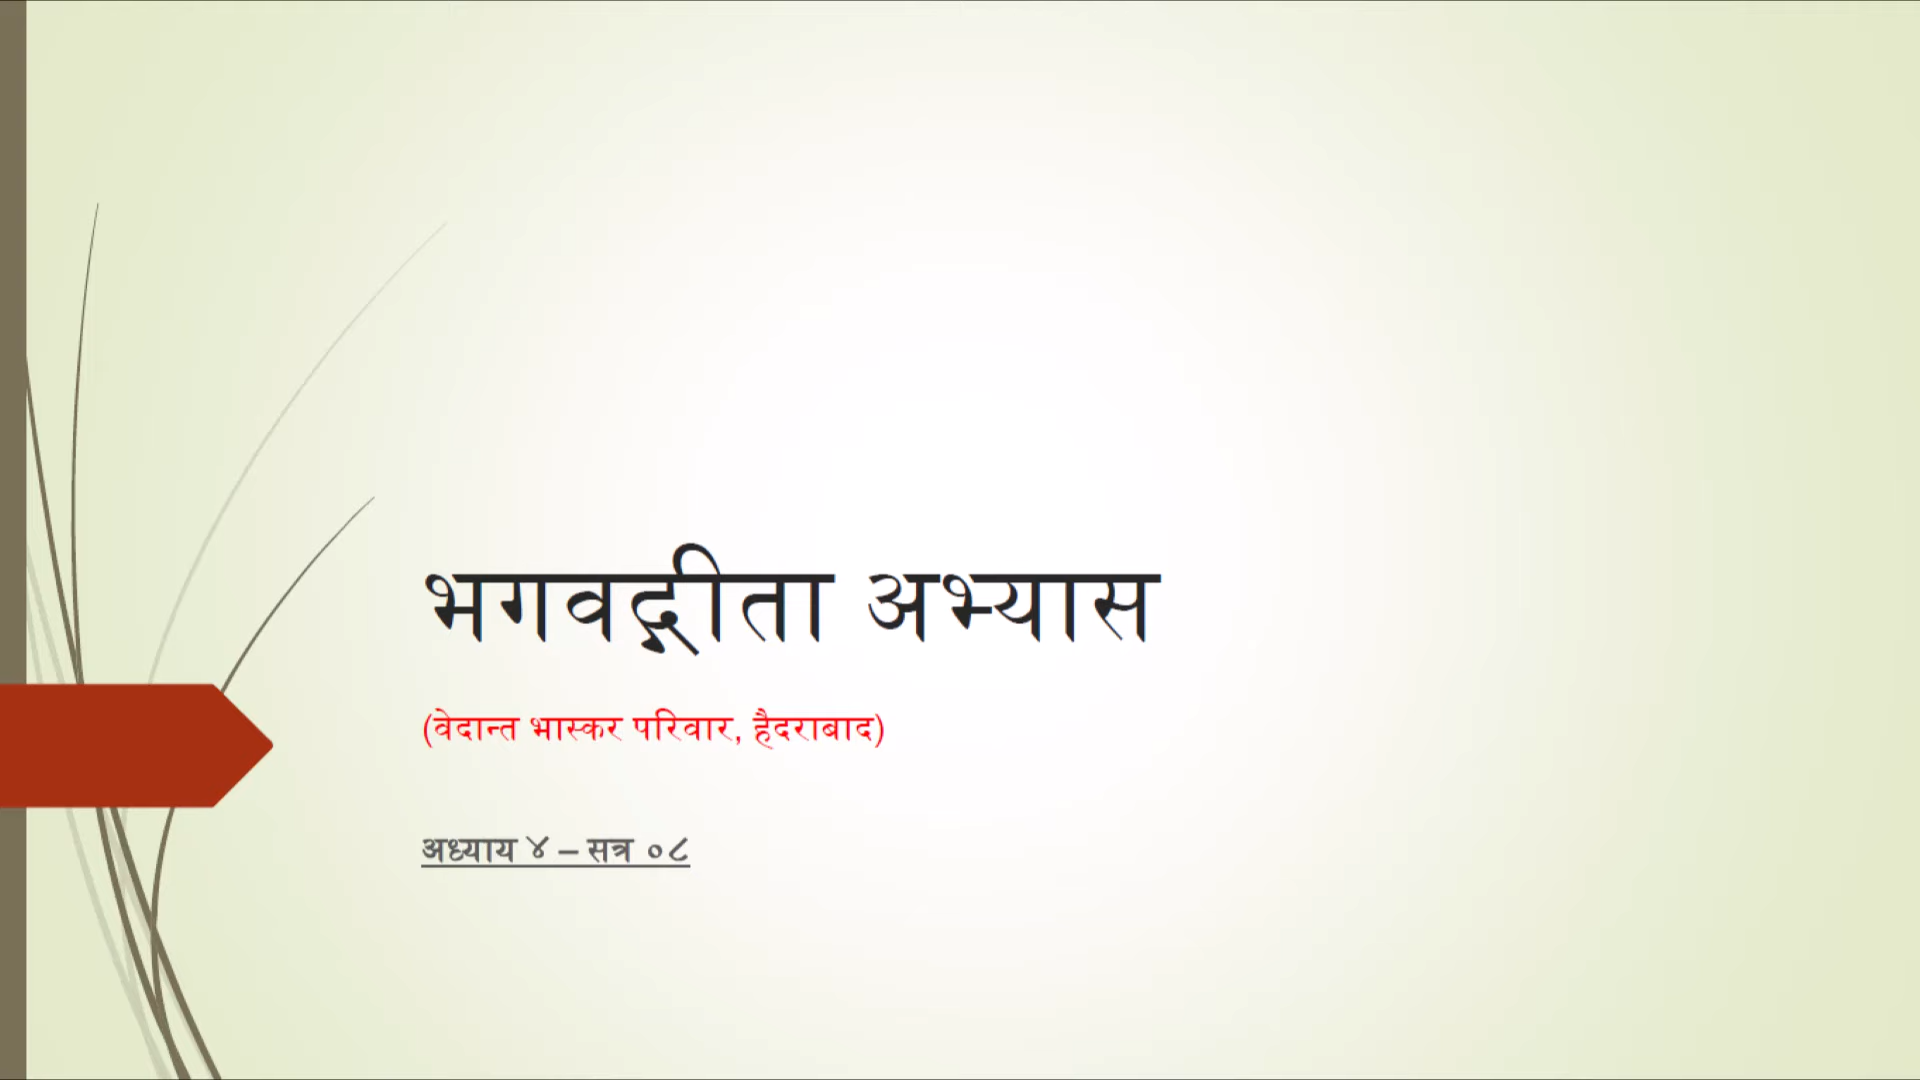 भगवद्गीता अभ्यास
(वेदान्त भास्कर परिवार, हैदराबाद)
अध्याय ४ – सत्र ०८